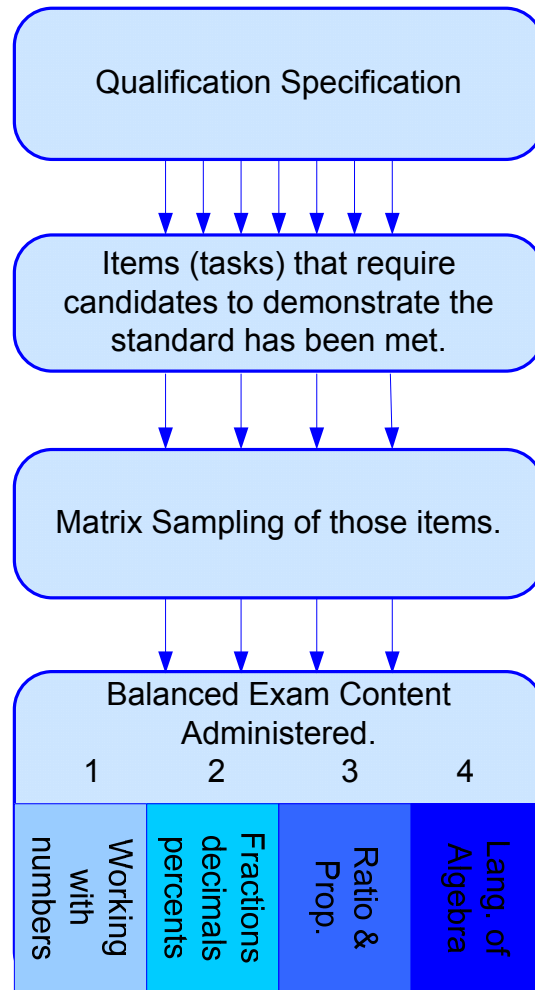 Qualification Specification
Items (tasks) that require
candidates to demonstrate the
standard has been met.
Matrix Sampling of those items.
Balanced Exam Content
Administered.
1 2 3 4
Working
with
numbers
Fractions
decimals
percents
Ratio &
Prop.
Lang. of
Algebra